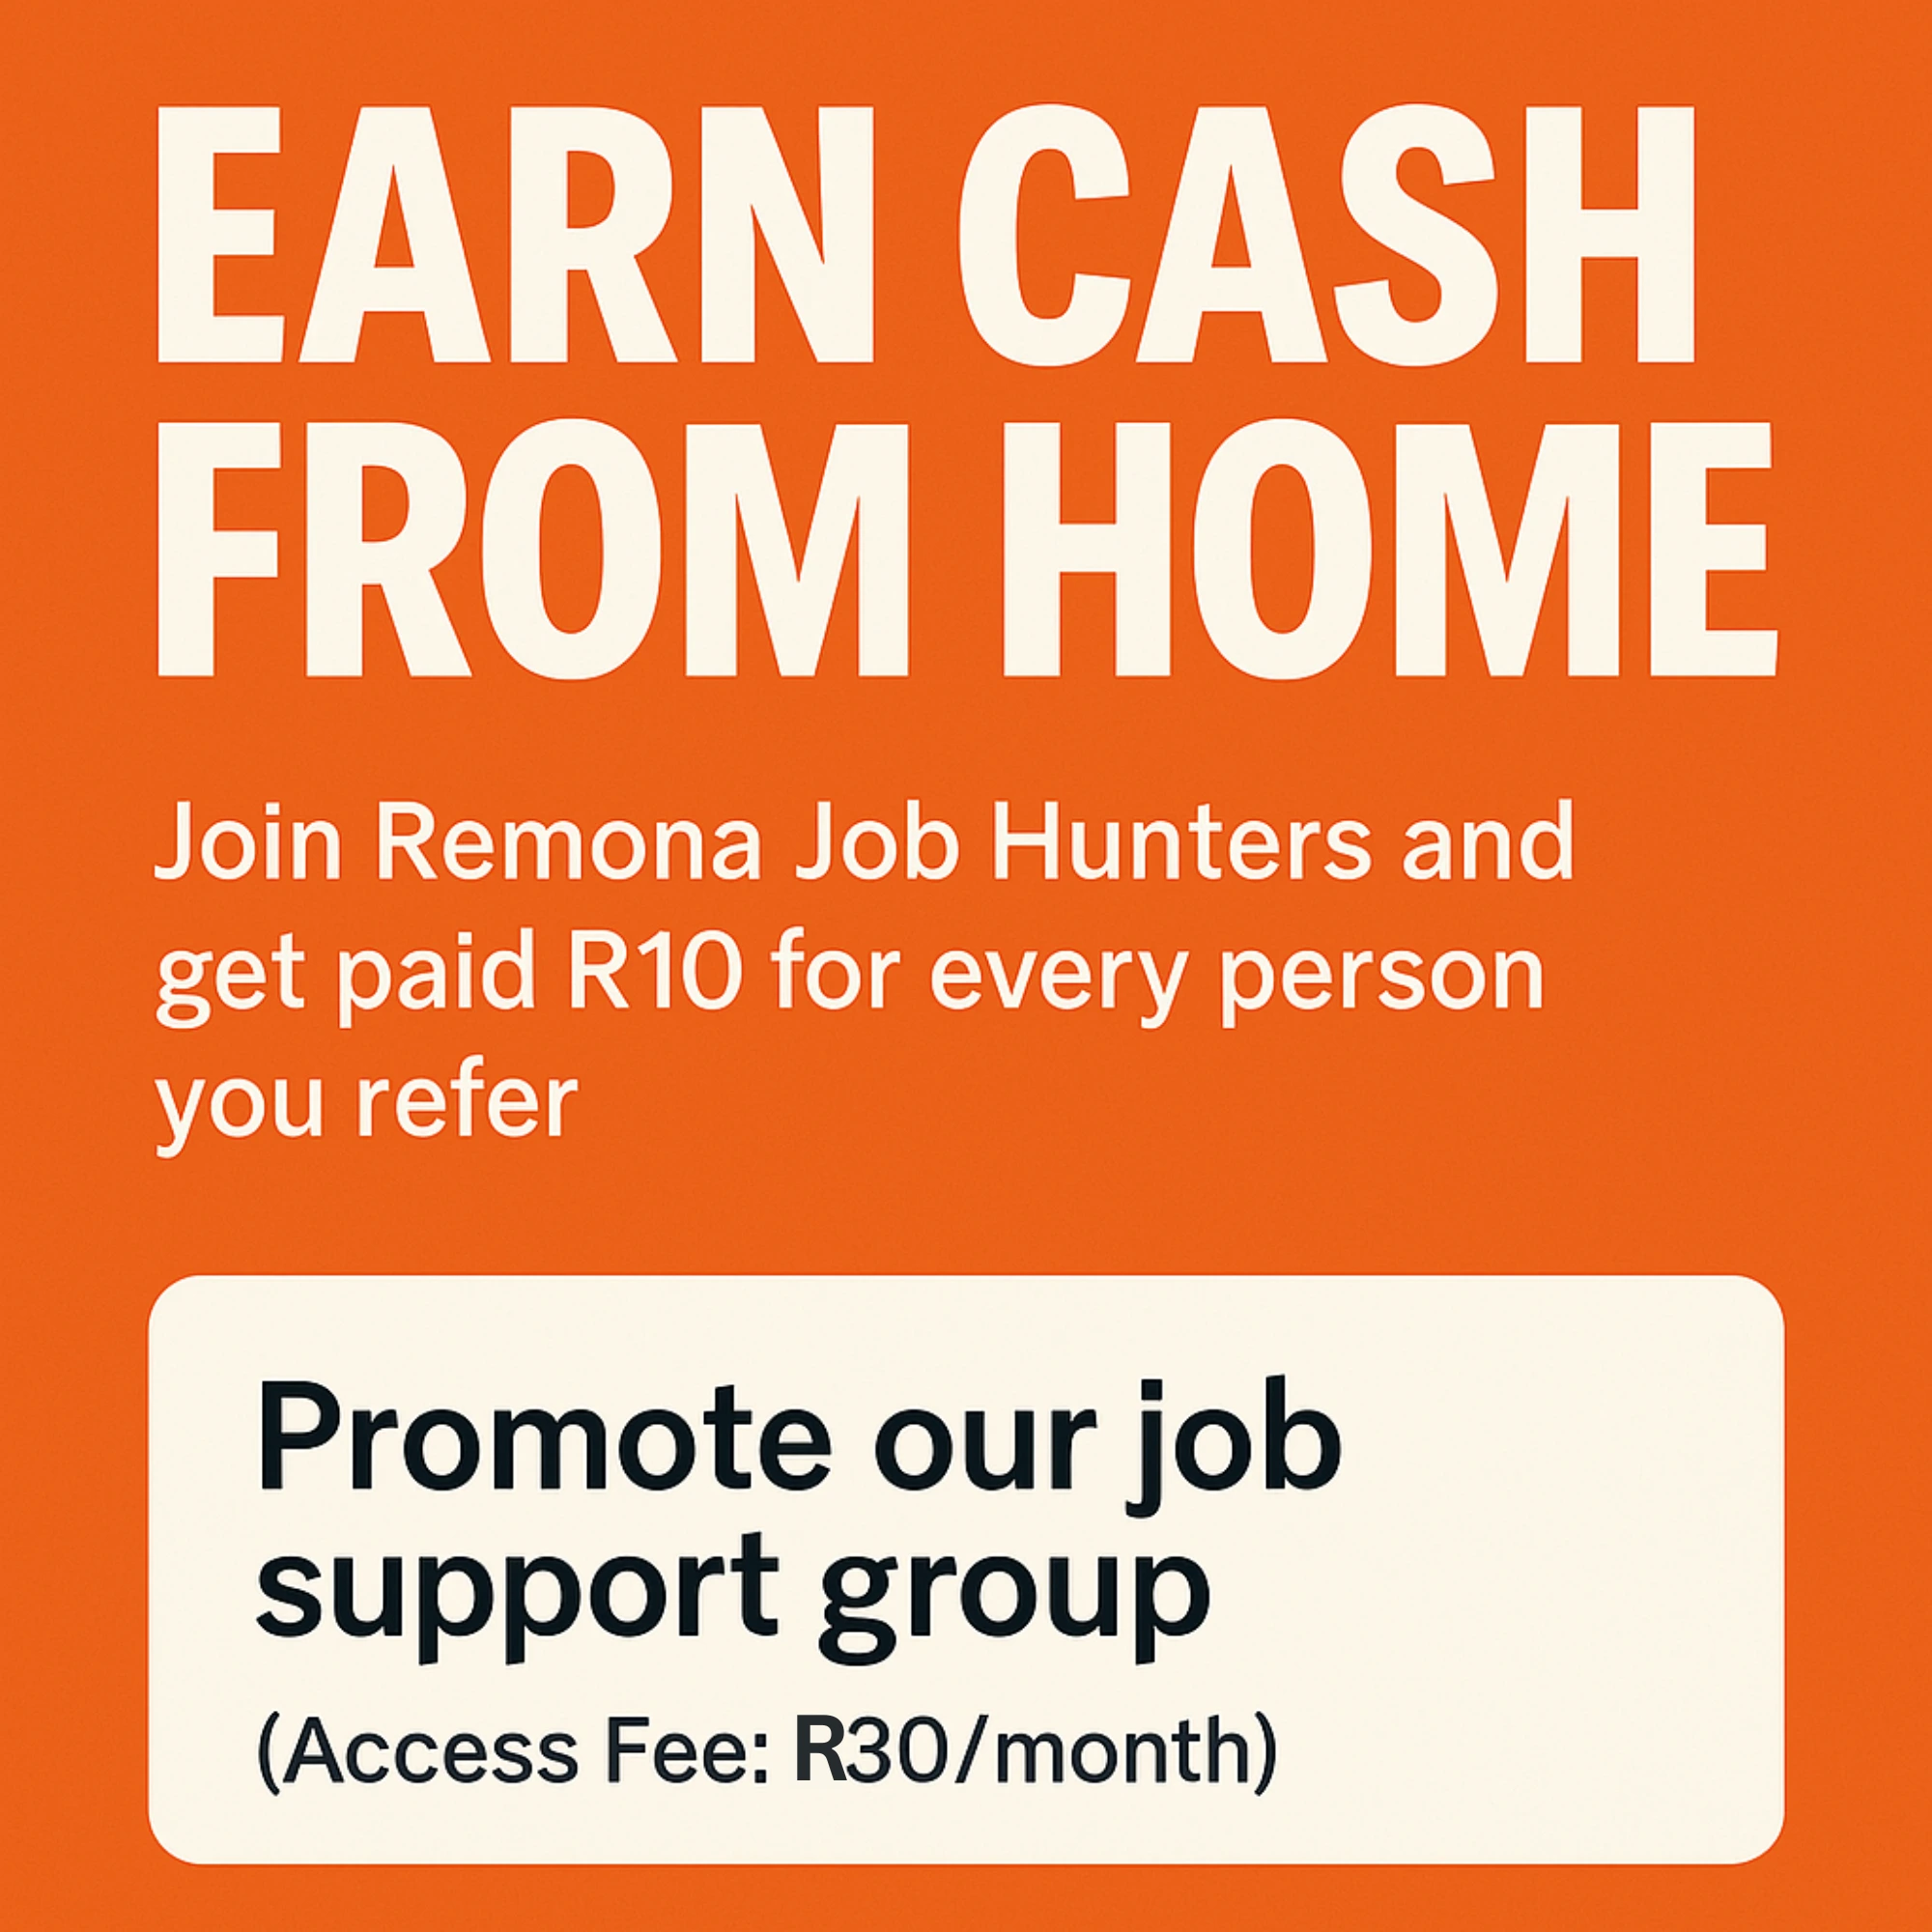 EARN CASH
FROM HOME
Join Remona Job Hunters and
get paid R10 for every person
you refer
Promote our job
support group
(Access Fee: R30/month)